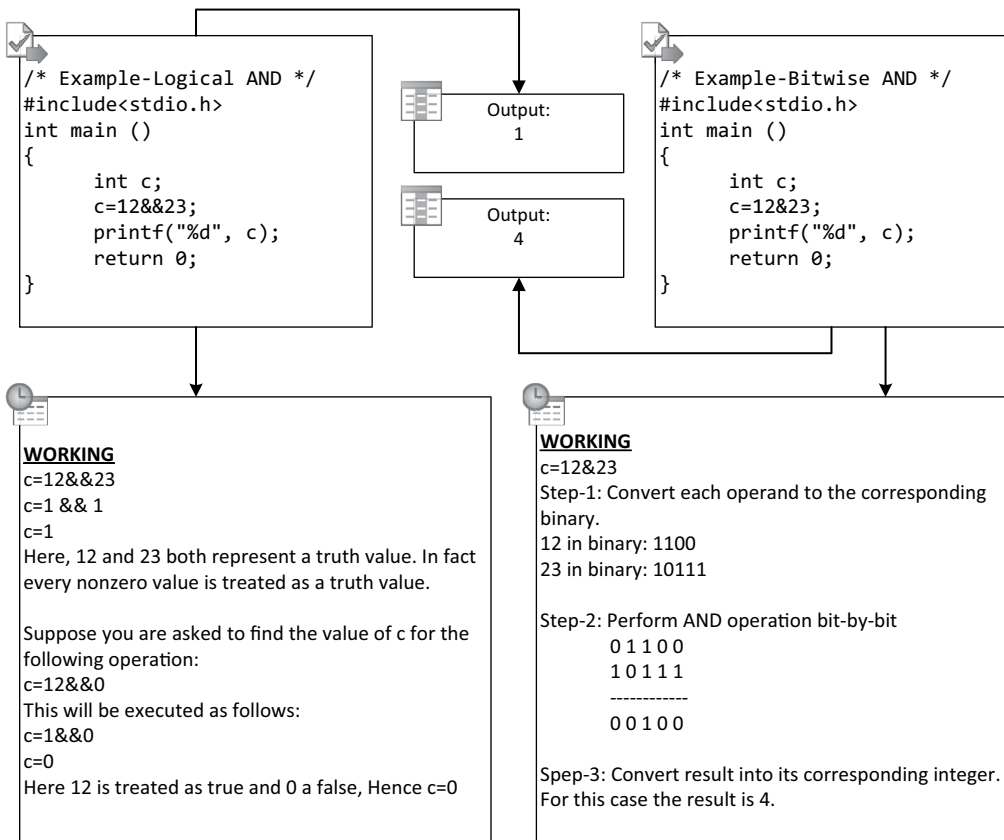 /* Example-Logical AND */
#include<stdio.h>
int main ()
{
int c;
c=12&&23;
printf("%d", c);
return 0;
}
Output:
1
Output:
4
/* Example-Bitwise AND */
#include<stdio.h>
int main ()
{
int c;
c=12&23;
printf("%d", c);
return 0;
}
WORKING
c=12&&23
c=1 && 1
c=1
Here, 12 and 23 both represent a truth value. In fact
every nonzero value is treated as a truth value.
Suppose you are asked to find the value of c for the
following operation:
c=12&&0
This will be executed as follows:
c=1&&0
c=0
Here 12 is treated as true and 0 a false, Hence c=0
WORKING
c=12&23
Step-1: Convert each operand to the corresponding
binary.
12 in binary: 1100
23 in binary: 10111
Step-2: Perform AND operation bit-by-bit
0 1 1 0 0
1 0 1 1 1
------------
0 0 1 0 0
Spep-3: Convert result into its corresponding integer.
For this case the result is 4.